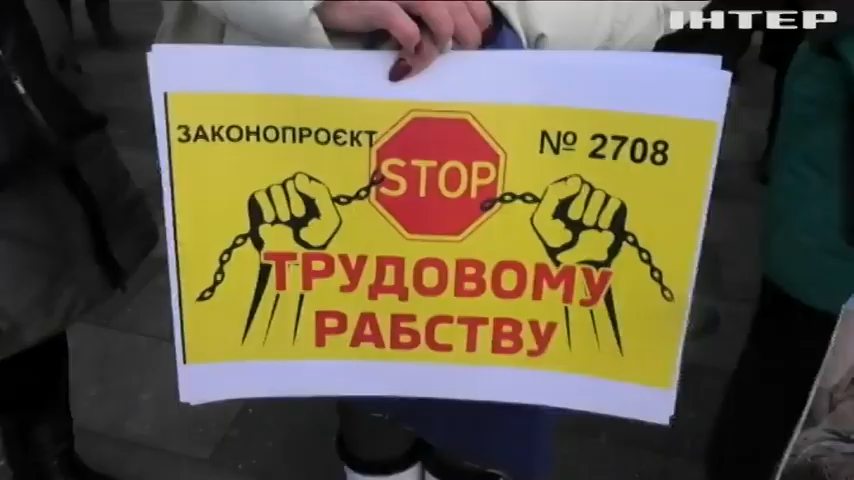 ІНТЕР
ЗАКОНОПРОЄКТ
STOP
№ 2708
ТРУДОВОМУ
РАБСТВУ